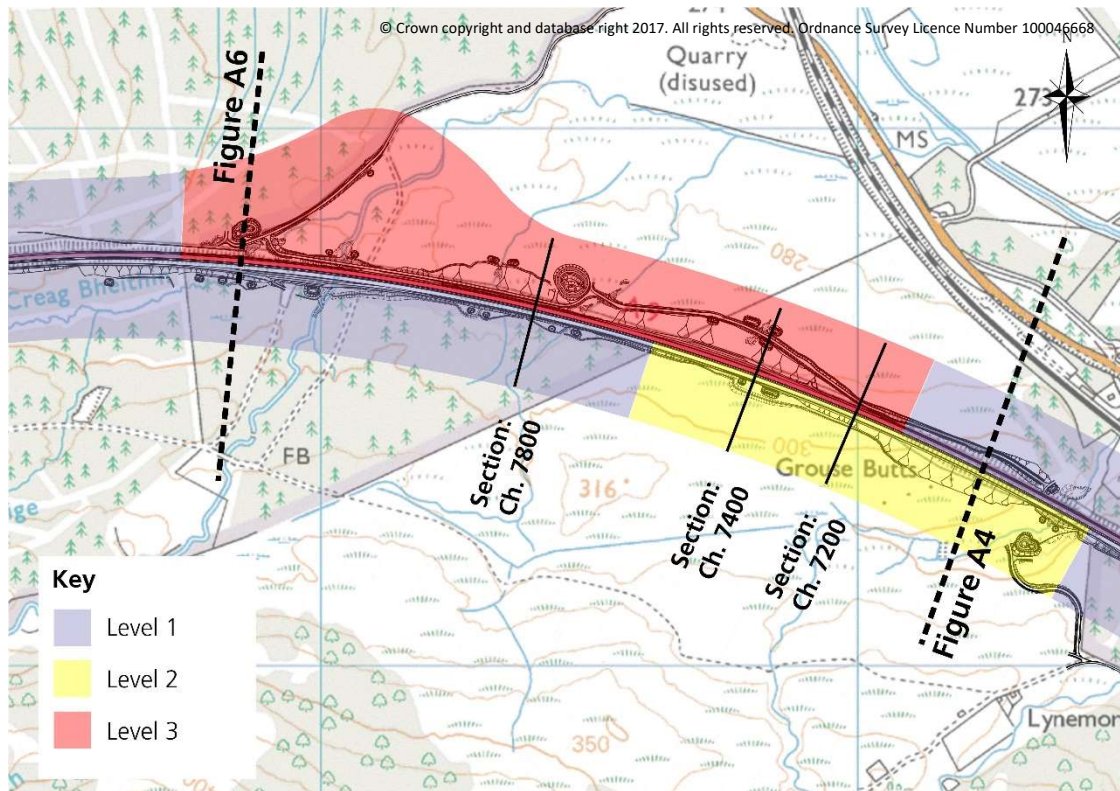 © Crown copyright and database right 2017. All rights reserved. Ordnance Survey Licence Number 100046668
N
Quarry
(disused)
273
MS
Figure A6
280
A9
Creag Bheithin
FB
Section:
Ch. 7800
316
300
Grouse Butts
Section:
Ch. 7400
Section:
Ch. 7200
Figure A4
350
Key
Level 1
Level 2
Level 3